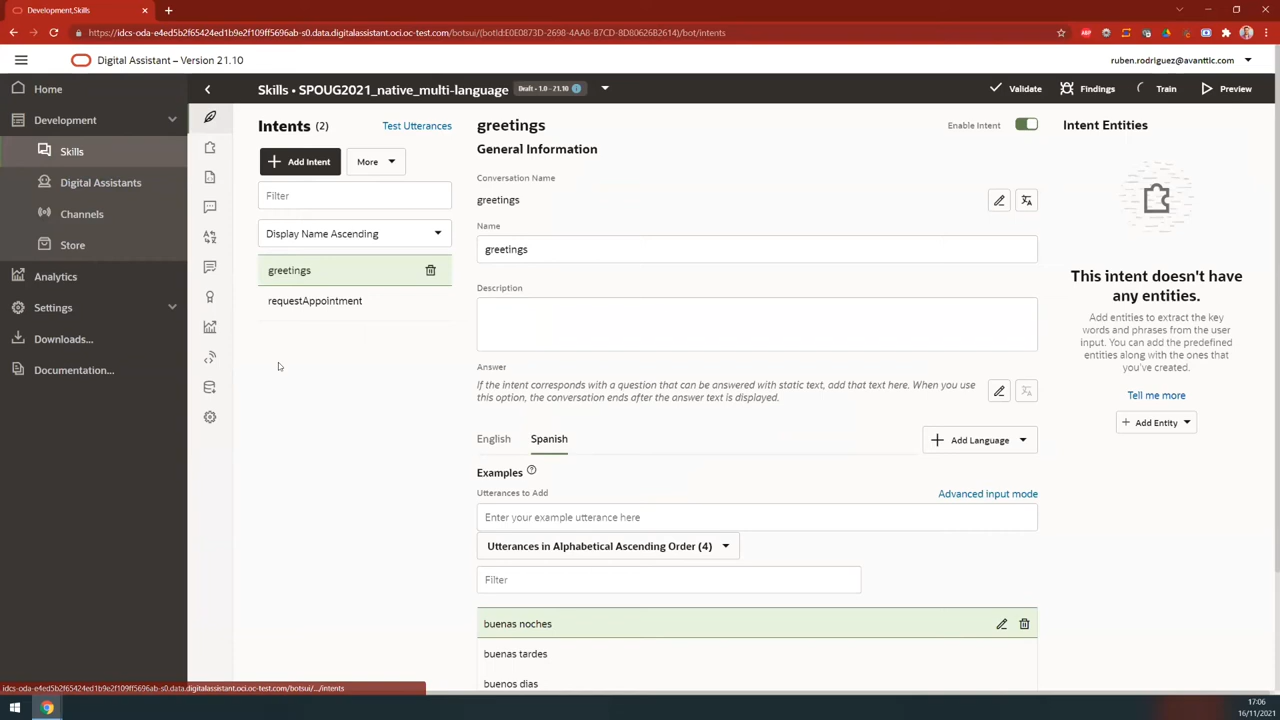 Development,Skills
https://idcs-oda-e4ed5b2f65424ed1b9e2f109ff5696ab-s0.data.digitalassistant.oci.oc-test.com/botsui/(botId:E0E0873D-2698-4AA8-B7CD-8D80626B2614)/bot/intents
Digital Assistant – Version 21.10
ruben.rodriguez@avanttic.com
Home
Development
Skills
Digital Assistants
Channels
Store
Analytics
Settings
Downloads...
Documentation...
Skills • SPOUG2021_native_multi-language
Draft - 1.0 - 21.10
Validate
Findings
Train
Preview
Intents (2)
Test Utterances
Add Intent
More
Filter
Display Name Ascending
greetings
requestAppointment
greetings
Enable Intent
General Information
Conversation Name
greetings
Name
greetings
Description
Answer
If the intent corresponds with a question that can be answered with static text, add that text here. When you use
this option, the conversation ends after the answer text is displayed.
English
Spanish
Add Language
Examples
Utterances to Add
Advanced input mode
Enter your example utterance here
Utterances in Alphabetical Ascending Order (4)
Filter
buenas noches
buenas tardes
buenos dias
Intent Entities
This intent doesn't have
any entities.
Add entities to extract the key
words and phrases from the user
input. You can add the predefined
entities along with the ones that
you've created.
Tell me more
Add Entity
idcs-oda-e4ed5b2f65424ed1b9e2f109ff5696ab-s0.data.digitalassistant.oci.oc-test.com/botsui/.../intents
17:06
16/11/2021